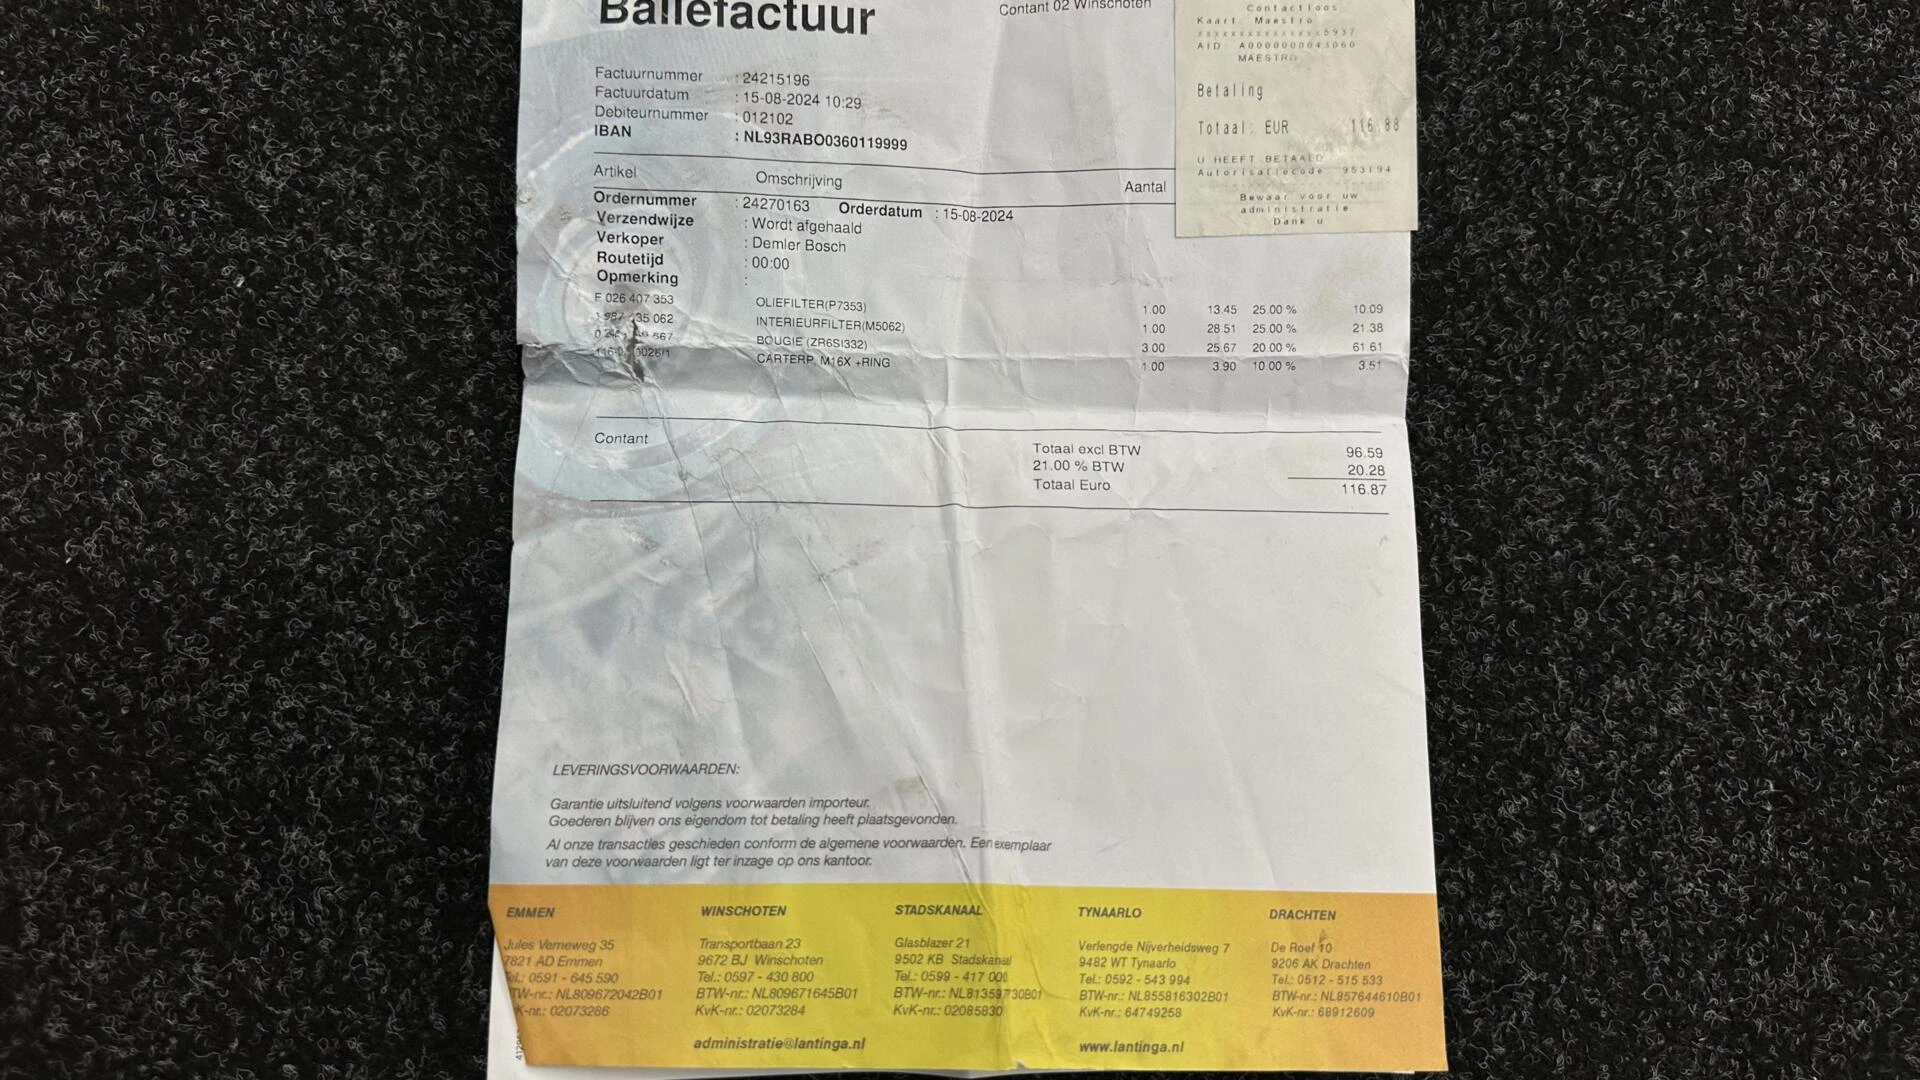 Baliefactuur
Contant 02 Winschoten
Factuurnummer : 24215196
Factuurdatum : 15-08-2024 10:29
Debiteurnummer : 012102
IBAN : NL93RABO0360119999
Artikel Omschrijving Aantal
Ordernummer : 24270163 Orderdatum : 15-08-2024
Verzendwijze : Wordt afgehaald
Verkoper : Demler Bosch
Routetijd : 00:00
Opmerking :
F 026 407 353 OLIEFILTER(P7353) 1.00 13.45 25.00 % 10.09
062 INTERIEURFILTER(M5062) 1.00 28.51 25.00 % 21.38
BOUGIE (ZR6SI332) 3.00 25.67 20.00 % 61.61
CARTERP. M16X +RING 1.00 3.90 10.00 % 3.51
Contant
Totaal excl BTW 96.59
21.00 % BTW 20.28
Totaal Euro 116.87
LEVERINGSVOORWAARDEN:
Garantie uitsluitend volgens voorwaarden importeur.
Goederen blijven ons eigendom tot betaling heeft plaatsgevonden.
Al onze transacties geschieden conform de algemene voorwaarden. Een exemplaar
van deze voorwaarden ligt ter inzage op ons kantoor.
Contactloos
Kaart: Maestro
xxxxxxxxxxxxxxx5937
AID: A0000000043060
MAESTRO
Betaling
Totaal: EUR 116.88
U HEEFT BETAALD
Autorisatiecode: 953194
Bewaar voor uw
administratie
Dank u
EMMEN
Jules Verneweg 35
7821 AD Emmen
Tel.: 0591 - 645 590
BTW-nr.: NL809672042B01
K-nr.: 02073286
WINSCHOTEN
Transportbaan 23
9672 BJ Winschoten
Tel.: 0597 - 430 800
BTW-nr.: NL809671645B01
KvK-nr.: 02073284
STADSKANAAL
Glasblazer 21
9502 KB Stadskanaal
Tel.: 0599 - 417 000
BTW-nr.: NL813597730B01
KvK-nr.: 02085830
TYNAARLO
Verlengde Nijverheidsweg 7
9482 WT Tynaarlo
Tel.: 0592 - 543 994
BTW-nr.: NL855816302B01
KvK-nr.: 64749258
DRACHTEN
De Roef 10
9206 AK Drachten
Tel.: 0512 - 515 533
BTW-nr.: NL857644610B01
KvK-nr.: 68912609
administratie@lantinga.nl
www.lantinga.nl